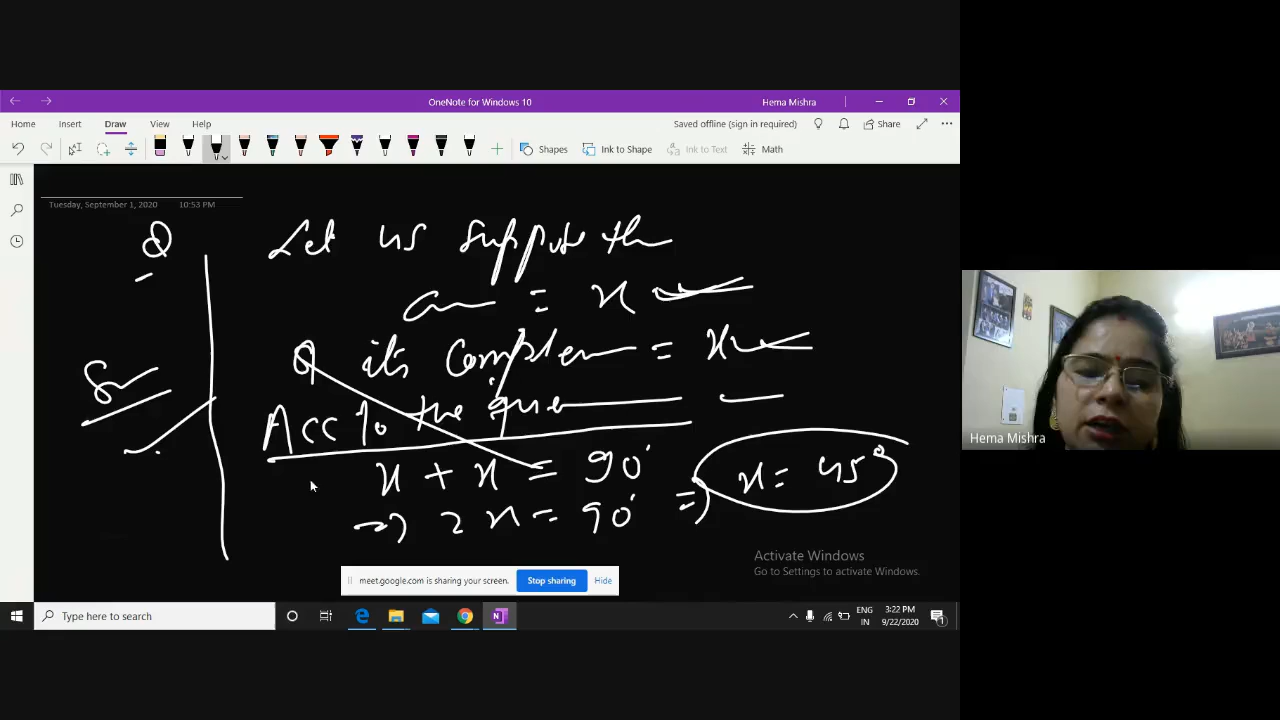 OneNote for Windows 10
Hema Mishra
Home Insert Draw View Help
Saved offline (sign in required)
Share
Shapes
Ink to Shape
Ink to Text
Math
Tuesday, September 1, 2020 10:53 PM
Q
Let us suppose the
= x
its Complem = x
Acc to the que
x + x = 90°
=> 2x = 90° => x = 45°
Hema Mishra
Activate Windows
Go to Settings to activate Windows.
meet.google.com is sharing your screen.
Stop sharing
Hide
Type here to search
ENG
IN
3:22 PM
9/22/2020
1